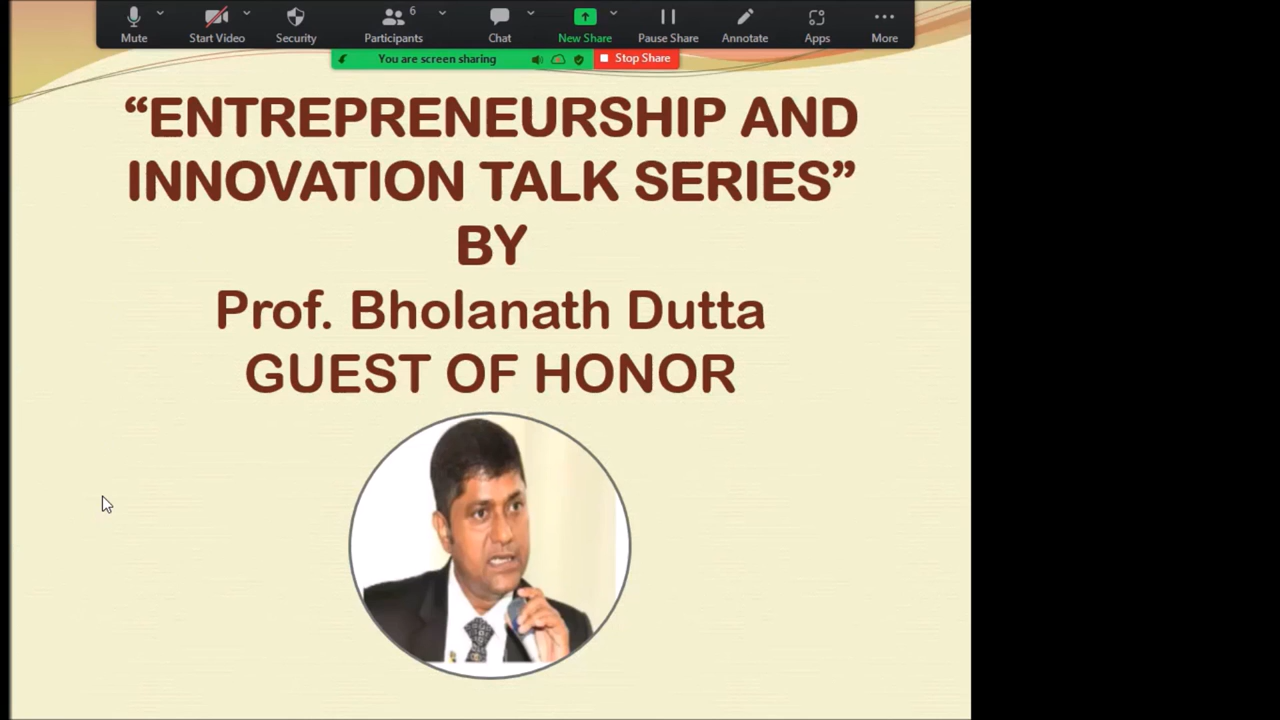 6
Mute
Start Video
Security
Participants
Chat
New Share
Pause Share
Annotate
Apps
More
You are screen sharing
Stop Share
“ENTREPRENEURSHIP AND
INNOVATION TALK SERIES”
BY
Prof. Bholanath Dutta
GUEST OF HONOR